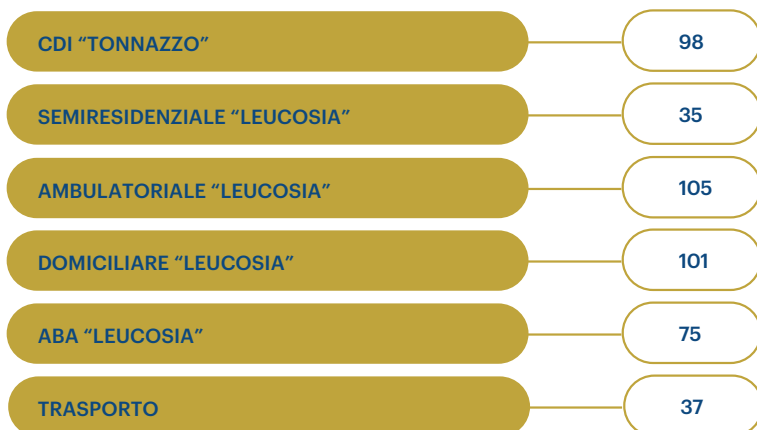 CDI “TONNAZZO” 98
SEMIRESIDENZIALE “LEUCOSIA” 35
AMBULATORIALE “LEUCOSIA” 105
DOMICILIARE “LEUCOSIA” 101
ABA “LEUCOSIA” 75
TRASPORTO 37